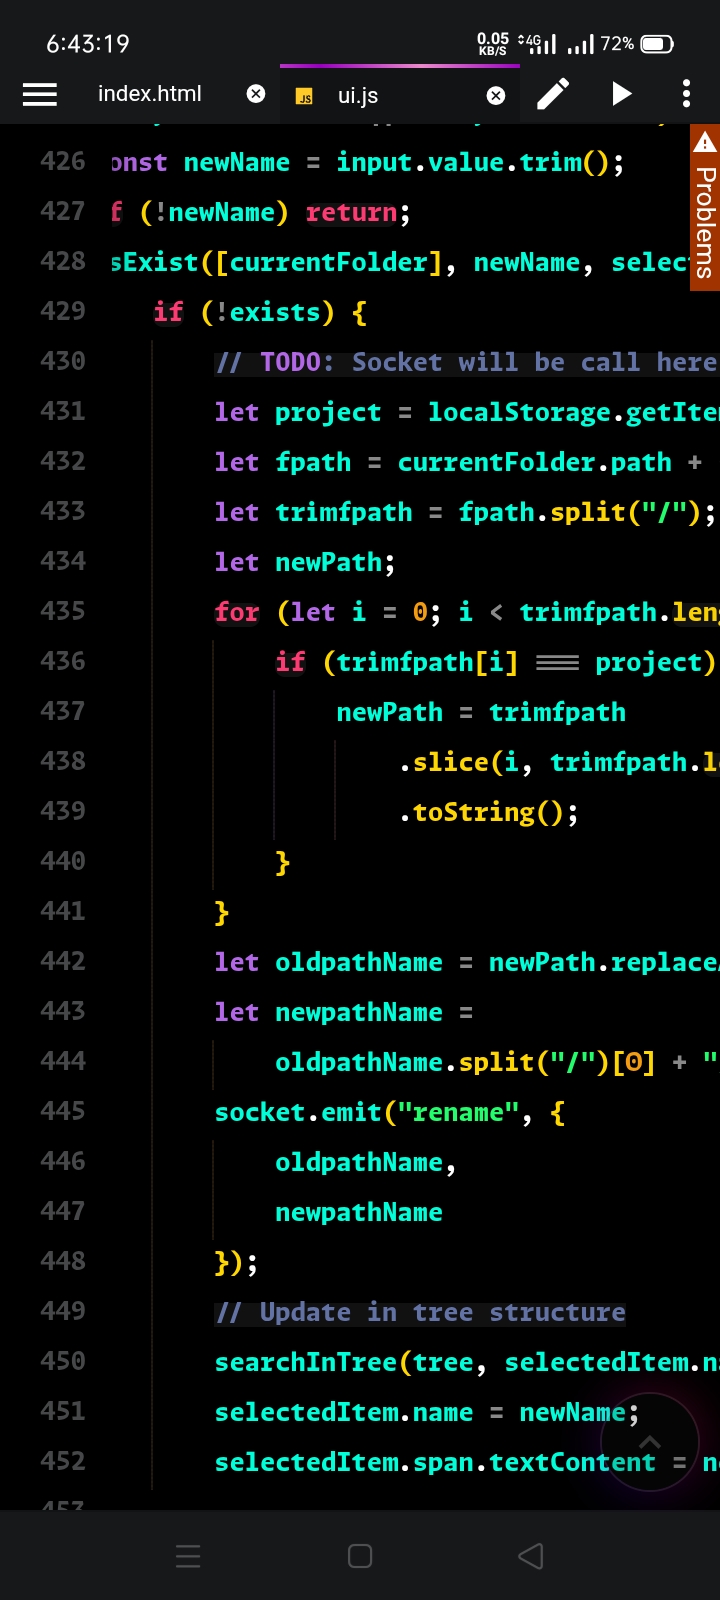 6:43:19 0.05 KB/S 4G 72%
index.html ui.js
JS
Problems
426 onst newName = input.value.trim();
427 f (!newName) return;
428 sExist([currentFolder], newName, selec
429 if (!exists) {
430 // TODO: Socket will be call here
431 let project = localStorage.getIte
432 let fpath = currentFolder.path +
433 let trimfpath = fpath.split("/");
434 let newPath;
435 for (let i = 0; i < trimfpath.len
436 if (trimfpath[i] === project)
437 newPath = trimfpath
438 .slice(i, trimfpath.l
439 .toString();
440 }
441 }
442 let oldpathName = newPath.replace
443 let newpathName =
444 oldpathName.split("/")[0] + "
445 socket.emit("rename", {
446 oldpathName,
447 newpathName
448 });
449 // Update in tree structure
450 searchInTree(tree, selectedItem.n
451 selectedItem.name = newName;
452 selectedItem.span.textContent = n
453